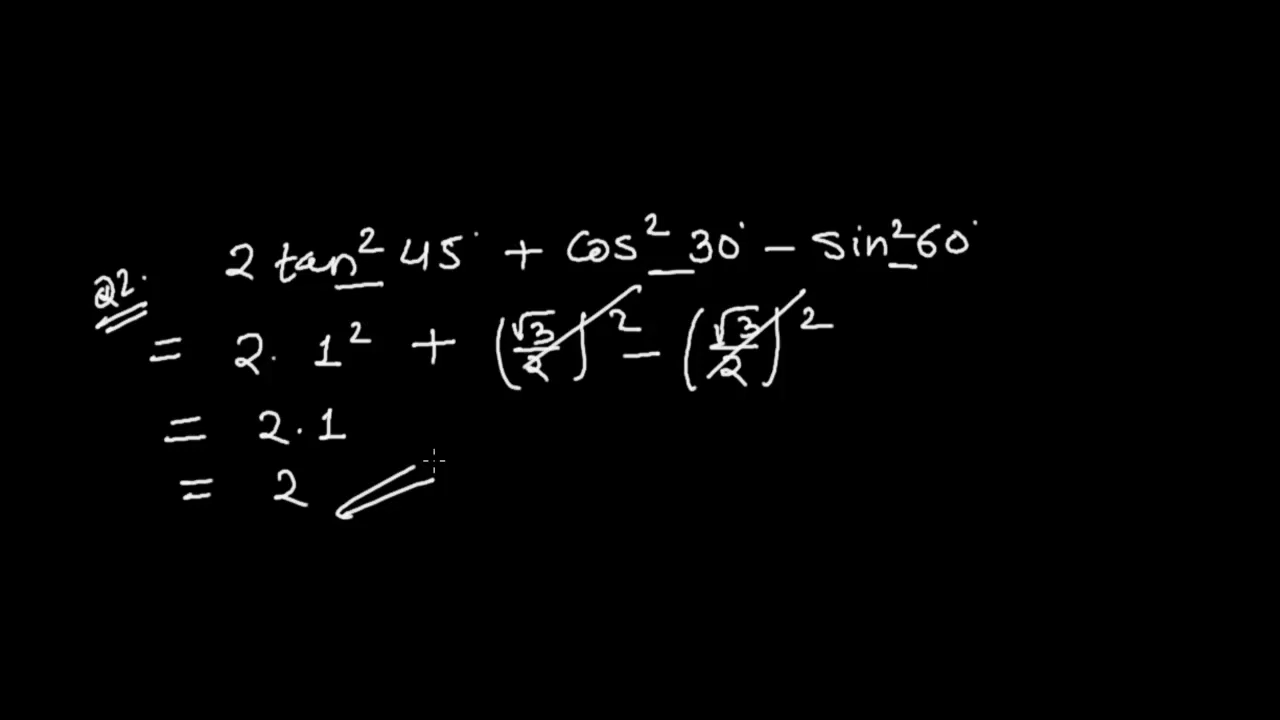 Q2. 2 tan² 45° + cos² 30° − sin² 60°
= 2. 1² + (√3/2)² − (√3/2)²
= 2.1
= 2